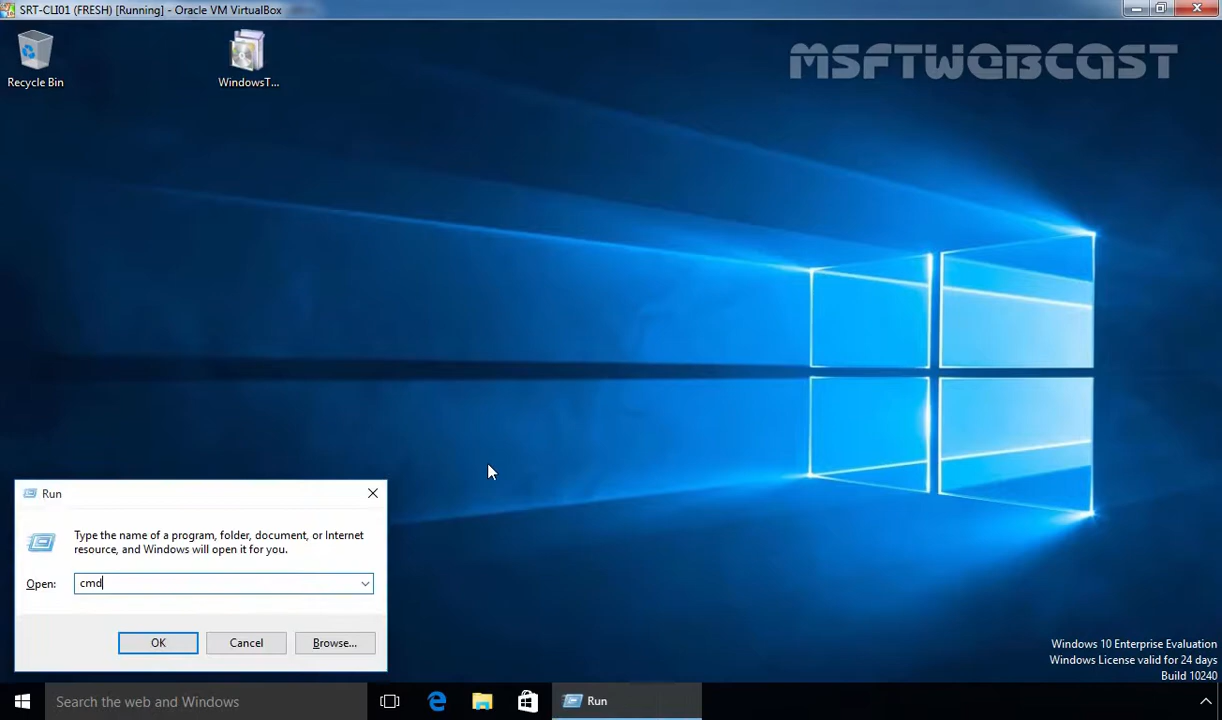 SRT-CLI01 (FRESH) [Running] - Oracle VM VirtualBox
Recycle Bin
WindowsT...
MSFTWEBCAST
Run
Type the name of a program, folder, document, or Internet
resource, and Windows will open it for you.
Open:
cmd
OK
Cancel
Browse...
Windows 10 Enterprise Evaluation
Windows License valid for 24 days
Build 10240
Search the web and Windows
Run